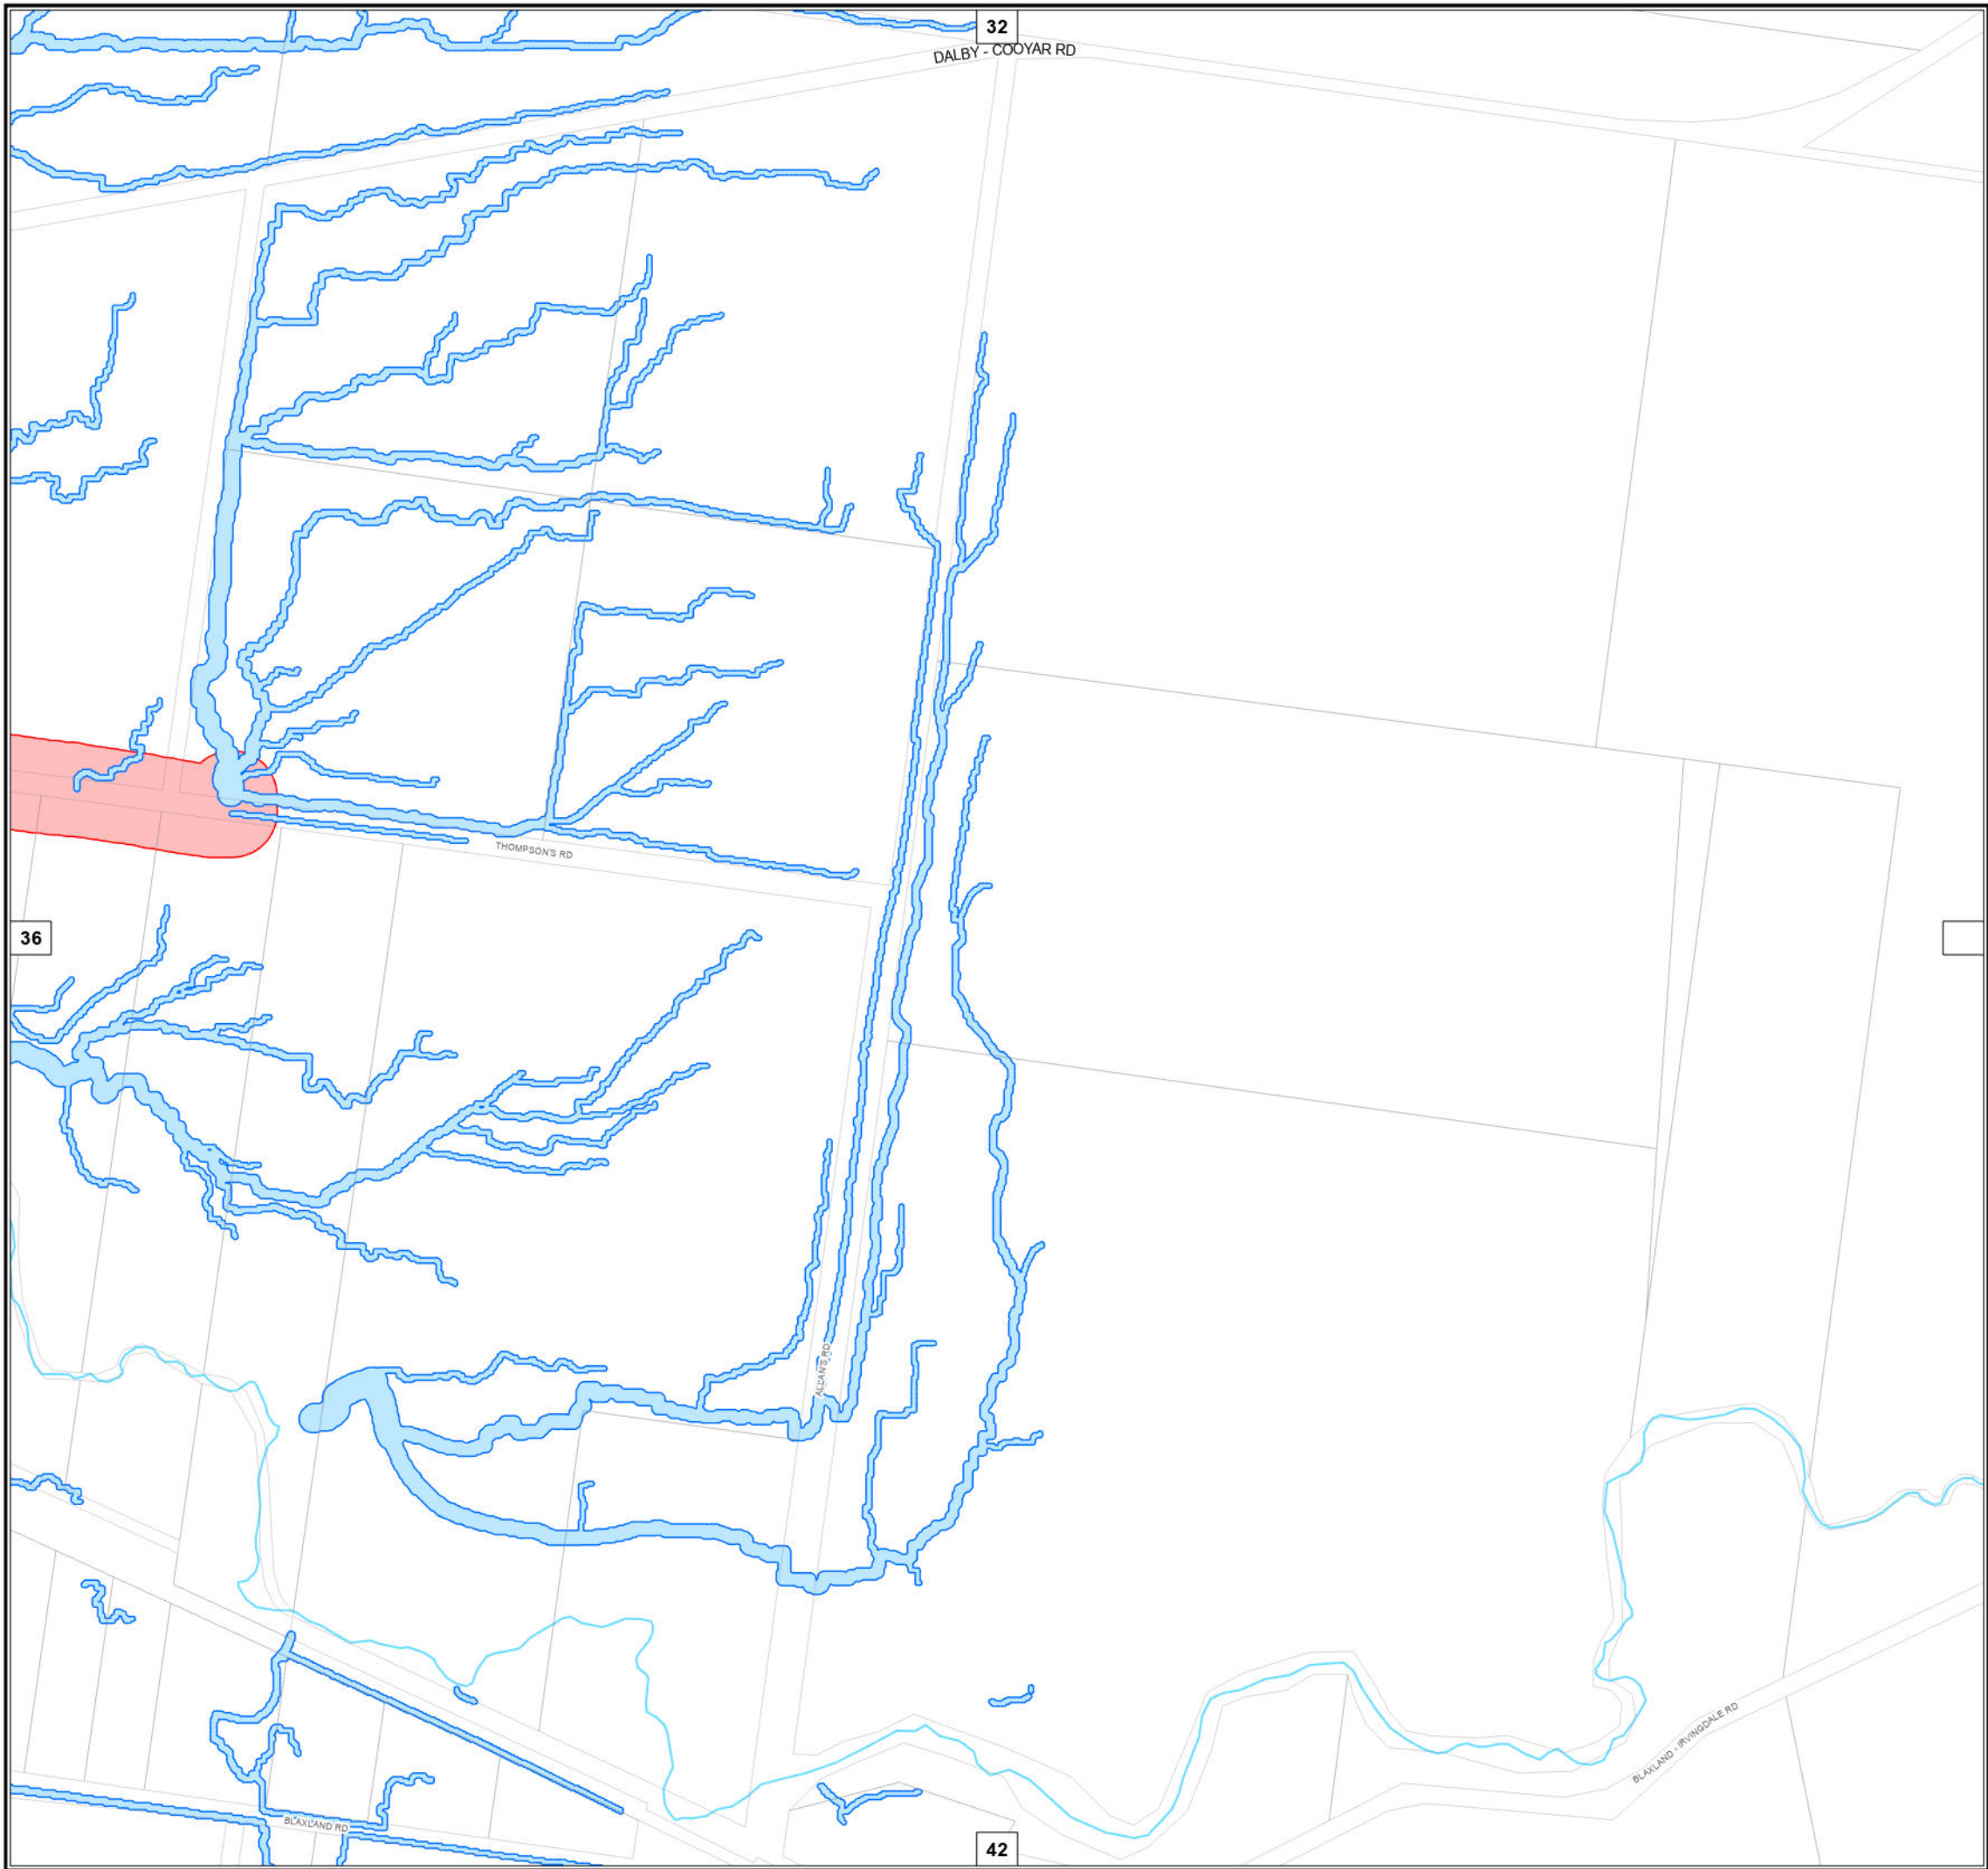 32
DALBY - COOYAR RD
THOMPSON'S RD
36
ALLAN'S RD
BLAXLAND - IRVINGDALE RD
BLAXLAND RD
42